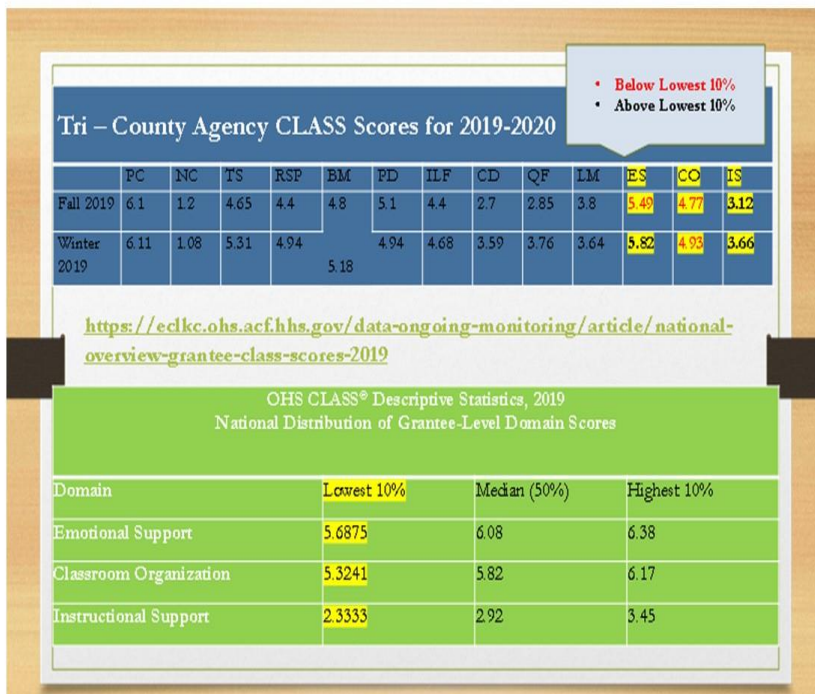 • Below Lowest 10%
• Above Lowest 10%
Tri – County Agency CLASS Scores for 2019-2020
PC NC TS RSP BM PD ILF CD QF LM ES CO IS
Fall 2019 6.1 1.2 4.65 4.4 4.8 5.1 4.4 2.7 2.85 3.8 5.49 4.77 3.12
Winter 2019 6.11 1.08 5.31 4.94 5.18 4.94 4.68 3.59 3.76 3.64 5.82 4.93 3.66
https://eclkc.ohs.acf.hhs.gov/data-ongoing-monitoring/article/national-
overview-grantee-class-scores-2019
OHS CLASS® Descriptive Statistics, 2019
National Distribution of Grantee-Level Domain Scores
Domain Lowest 10% Median (50%) Highest 10%
Emotional Support 5.6875 6.08 6.38
Classroom Organization 5.3241 5.82 6.17
Instructional Support 2.3333 2.92 3.45